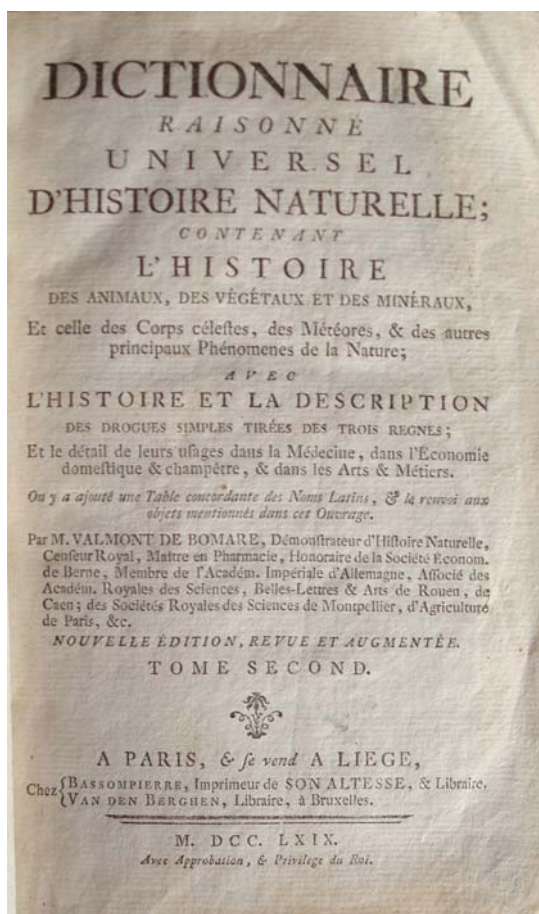 DICTIONNAIRE
RAISONNÉ
UNIVERSEL
D'HISTOIRE NATURELLE;
CONTENANT
L'HISTOIRE
DES ANIMAUX, DES VÉGÉTAUX ET DES MINÉRAUX,
Et celle des Corps céleſtes, des Météores, & des autres
principaux Phénomenes de la Nature;
AVEC
L'HISTOIRE ET LA DESCRIPTION
DES DROGUES SIMPLES TIRÉES DES TROIS REGNES;
Et le détail de leurs uſages dans la Médecine, dans l'Economie
domeſtique & champêtre, & dans les Arts & Métiers.
On y a ajouté une Table concordante des Noms Latins, & le renvoi aux
objets mentionnés dans cet Ouvrage.
Par M. VALMONT DE BOMARE, Démonſtrateur d'Hiſtoire Naturelle,
Cenſeur Royal, Maître en Pharmacie, Honoraire de la Société Économ.
de Berne, Membre de l'Académ. Impériale d'Allemagne, Aſſocié des
Académ. Royales des Sciences, Belles-Lettres & Arts de Rouen, de
Caen; des Sociétés Royales des Sciences de Montpellier, d'Agriculture
de Paris, &c.
NOUVELLE ÉDITION, REVUE ET AUGMENTÉE.
TOME SECOND.
A PARIS, & ſe vend A LIEGE,
Chez { BASSOMPIERRE, Imprimeur de SON ALTESSE, & Libraire.
{ VAN DEN BERGHEN, Libraire, à Bruxelles.
M. DCC. LXIX.
Avec Approbation, & Privilege du Roi.